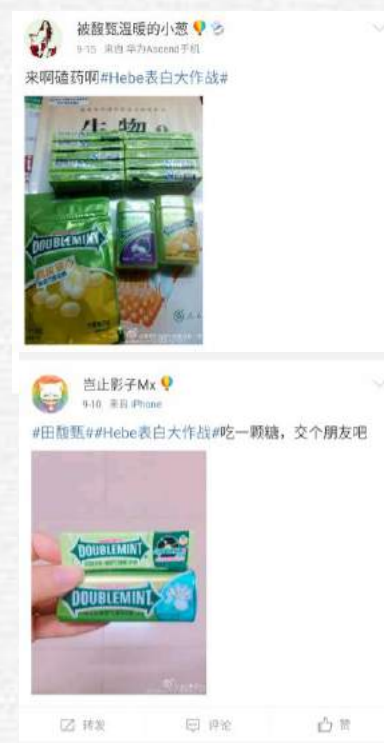 被馥甄温暖的小葱
9-15 来自 华为Ascend手机
来啊磕药啊#Hebe表白大作战#
生物
DOUBLEMINT
岂止影子Mx
9-10 来自 iPhone
#田馥甄##Hebe表白大作战#吃一颗糖，交个朋友吧
DOUBLEMINT
DOUBLEMINT
转发
评论
赞